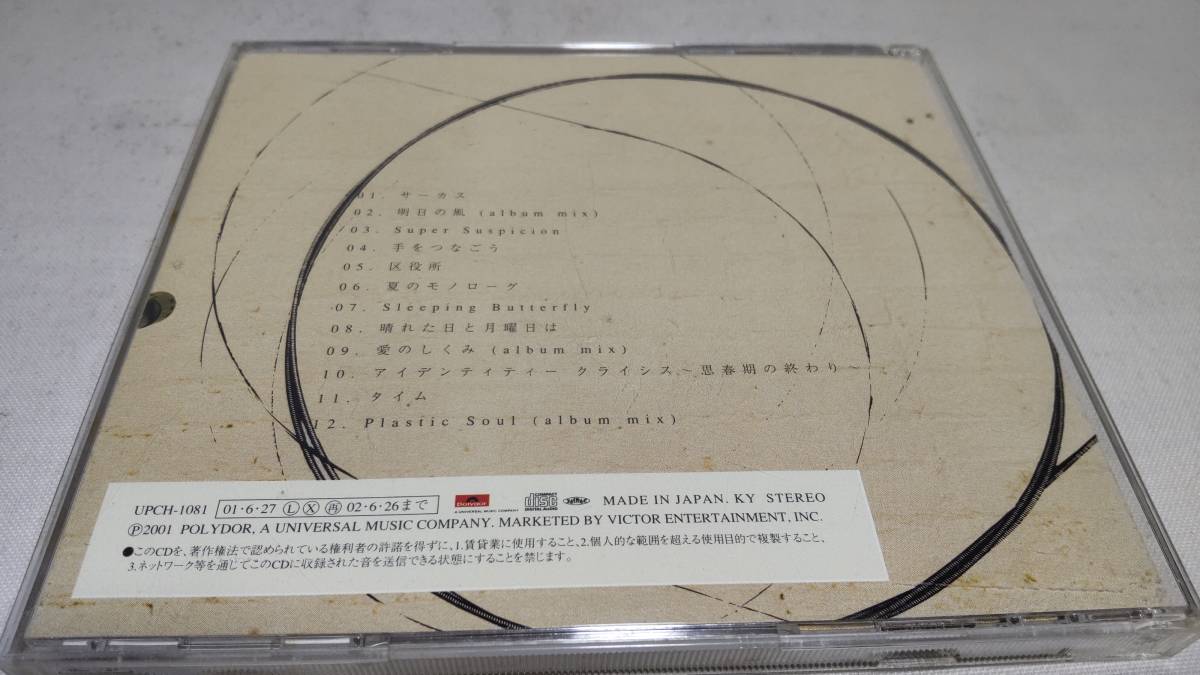 01. サーカス
02. 明日の風 (album mix)
03. Super Suspicion
04. 手をつなごう
05. 区役所
06. 夏のモノローグ
07. Sleeping Butterfly
08. 晴れた日と月曜日は
09. 愛のしくみ (album mix)
10. アイデンティティー クライシス～思春期の終わり～
11. タイム
12. Plastic Soul (album mix)
UPCH-1081 01・6・27 Ⓛ Ⓧ 再 02・6・26まで Polydor A UNIVERSAL MUSIC COMPANY COMPACT disc DIGITAL AUDIO MADE IN JAPAN. KY STEREO
Ⓟ2001 POLYDOR, A UNIVERSAL MUSIC COMPANY. MARKETED BY VICTOR ENTERTAINMENT, INC.
●このCDを、著作権法で認められている権利者の許諾を得ずに、1.賃貸業に使用すること、2.個人的な範囲を超える使用目的で複製すること、
3.ネットワーク等を通じてこのCDに収録された音を送信できる状態にすることを禁じます。